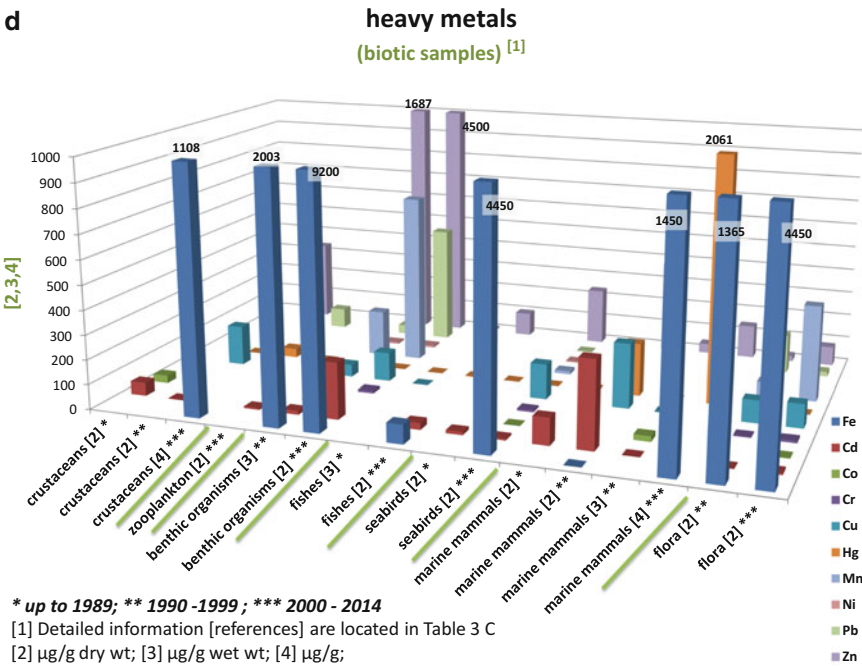 d
heavy metals
(biotic samples) [1]
1687
4500
1108
2003
9200
4450
2061
1450
1365
4450
1000
900
800
700
600
500
400
300
200
100
0
[2,3,4]
crustaceans [2] *
crustaceans [2] **
crustaceans [4] ***
zooplankton [2] ***
benthic organisms [3] **
benthic organisms [2] ***
fishes [3] *
fishes [2] ***
seabirds [2] *
seabirds [2] ***
marine mammals [2] *
marine mammals [2] **
marine mammals [3] **
marine mammals [4] ***
flora [2] **
flora [2] ***
Fe
Cd
Co
Cr
Cu
Hg
Mn
Ni
Pb
Zn
* up to 1989; ** 1990 -1999 ; *** 2000 - 2014
[1] Detailed information [references] are located in Table 3 C
[2] µg/g dry wt; [3] µg/g wet wt; [4] µg/g;